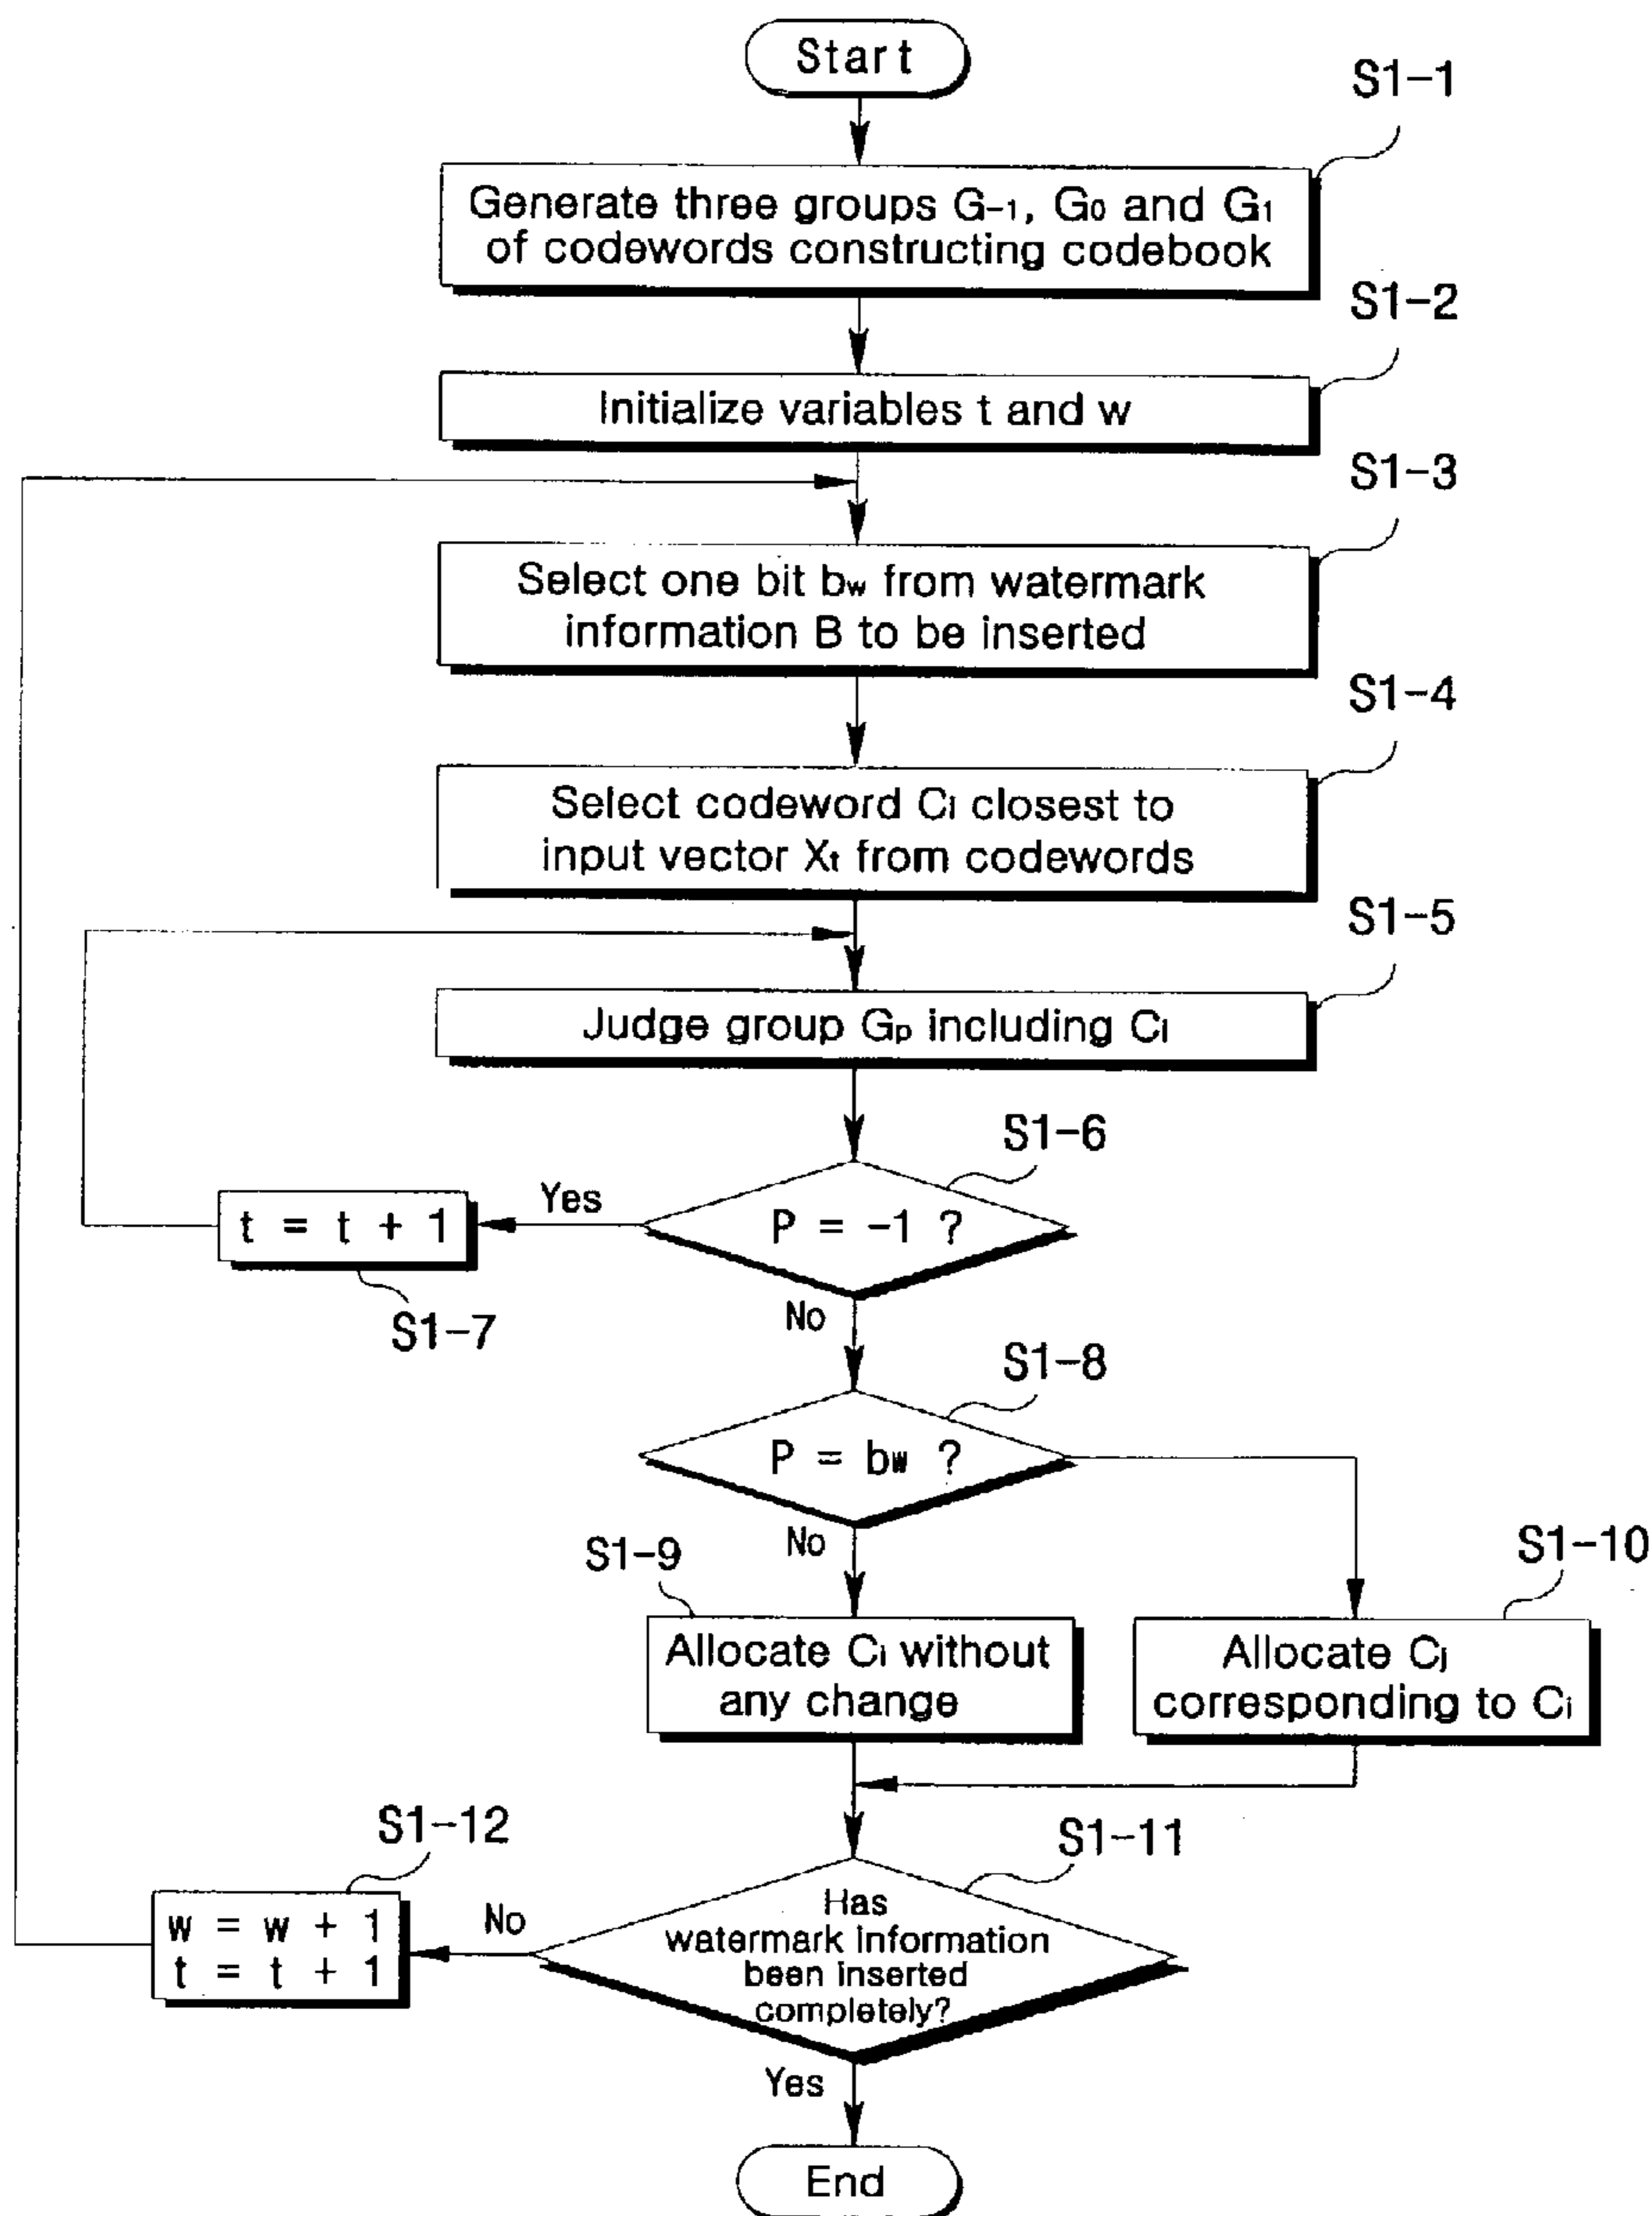 Start
S1-1
Generate three groups G-1, G0 and G1
of codewords constructing codebook
S1-2
Initialize variables t and w
S1-3
Select one bit bw from watermark
information B to be inserted
S1-4
Select codeword Ci closest to
input vector Xt from codewords
S1-5
Judge group Gp including Ci
S1-6
P = -1 ?
Yes
t = t + 1
S1-7
No
S1-8
P = bw ?
No
S1-9
S1-10
Allocate Ci without
any change
Allocate Cj
corresponding to Ci
S1-12
S1-11
Has
watermark information
been inserted
completely?
No
w = w + 1
t = t + 1
Yes
End